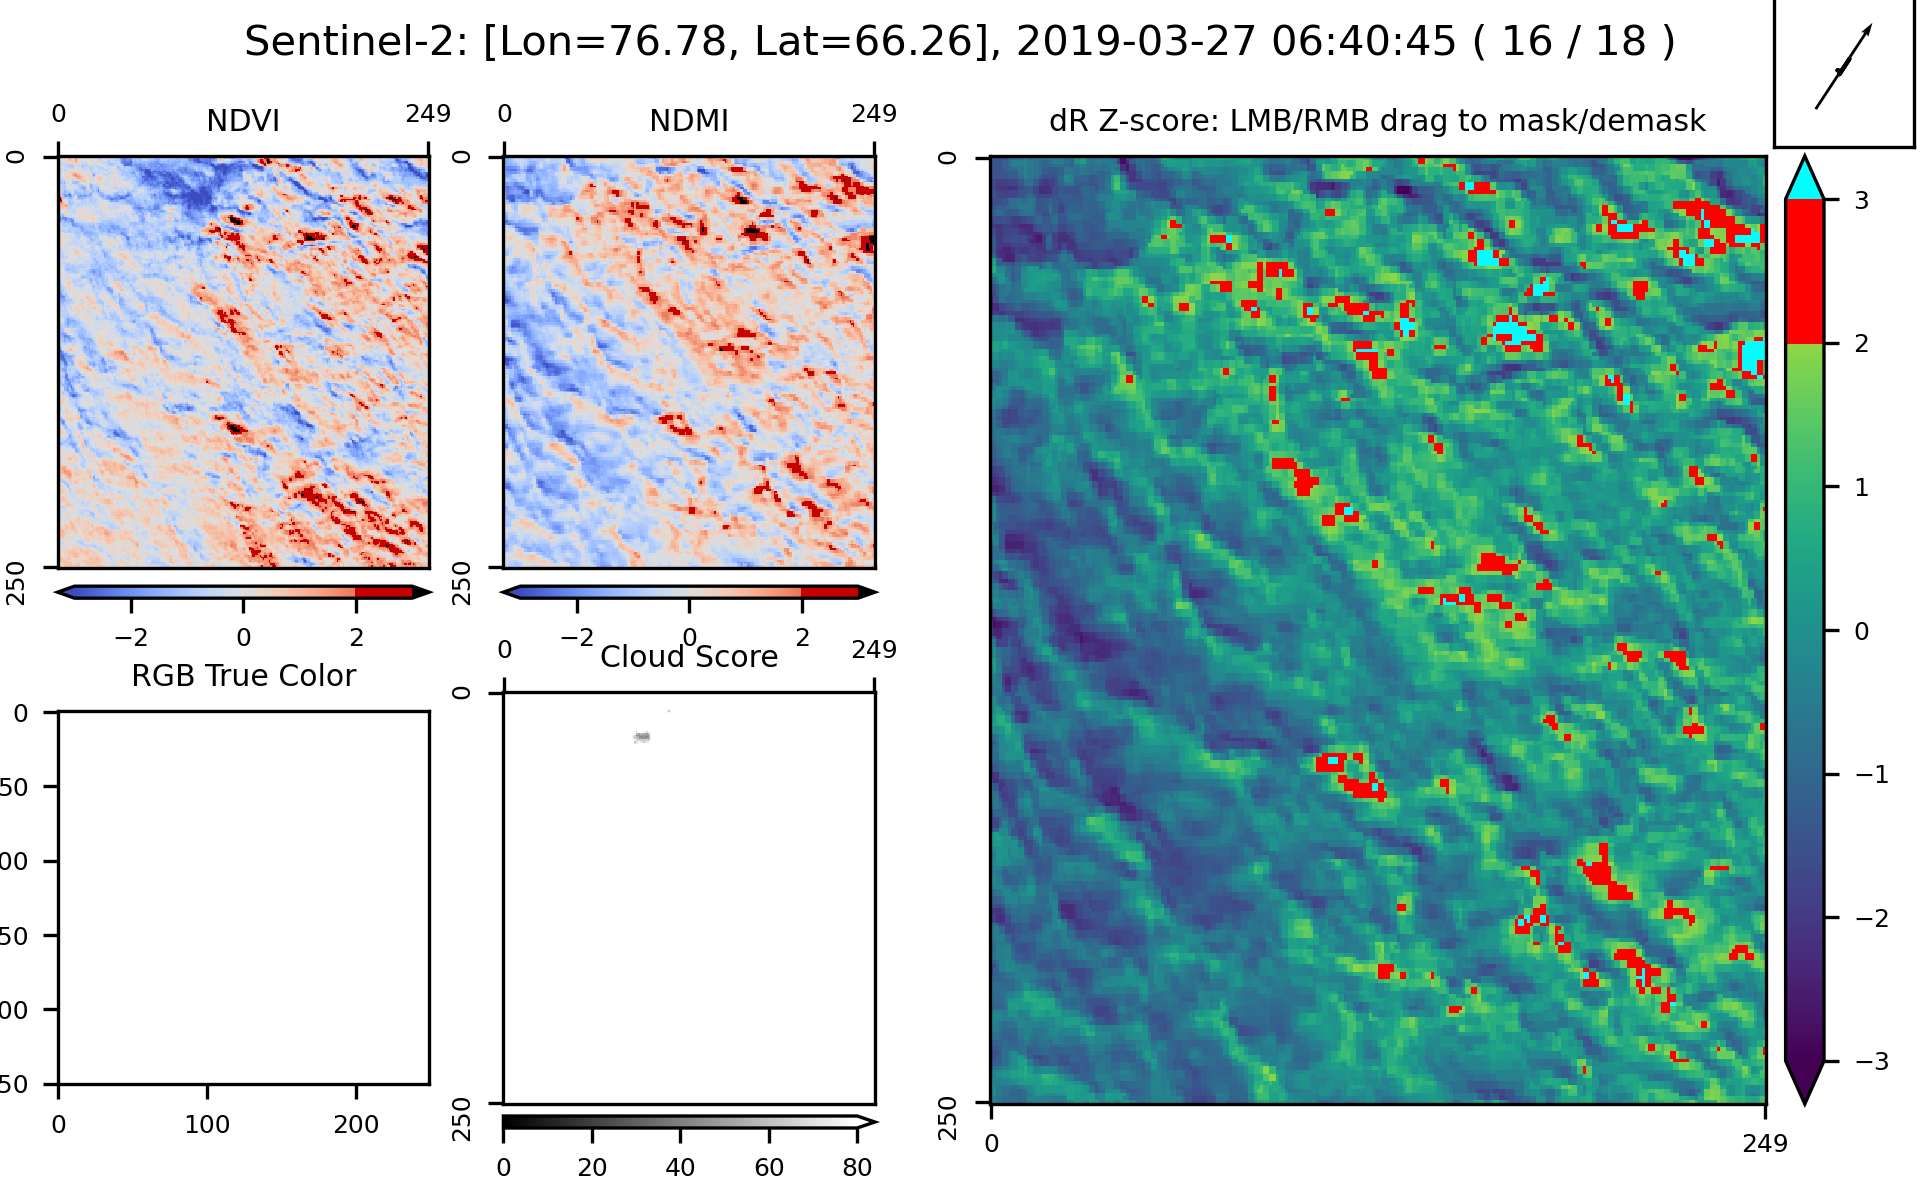 Sentinel-2: [Lon=76.78, Lat=66.26], 2019-03-27 06:40:45 ( 16 / 18 )
0 NDVI 249
0
250
−2 0 2
0 NDMI 249
0
250
−2 0 2
dR Z-score: LMB/RMB drag to mask/demask
0
250
0 249
3
2
1
0
−1
−2
−3
RGB True Color
0
50
00
50
00
50
0 100 200
0 Cloud Score 249
0
250
0 20 40 60 80